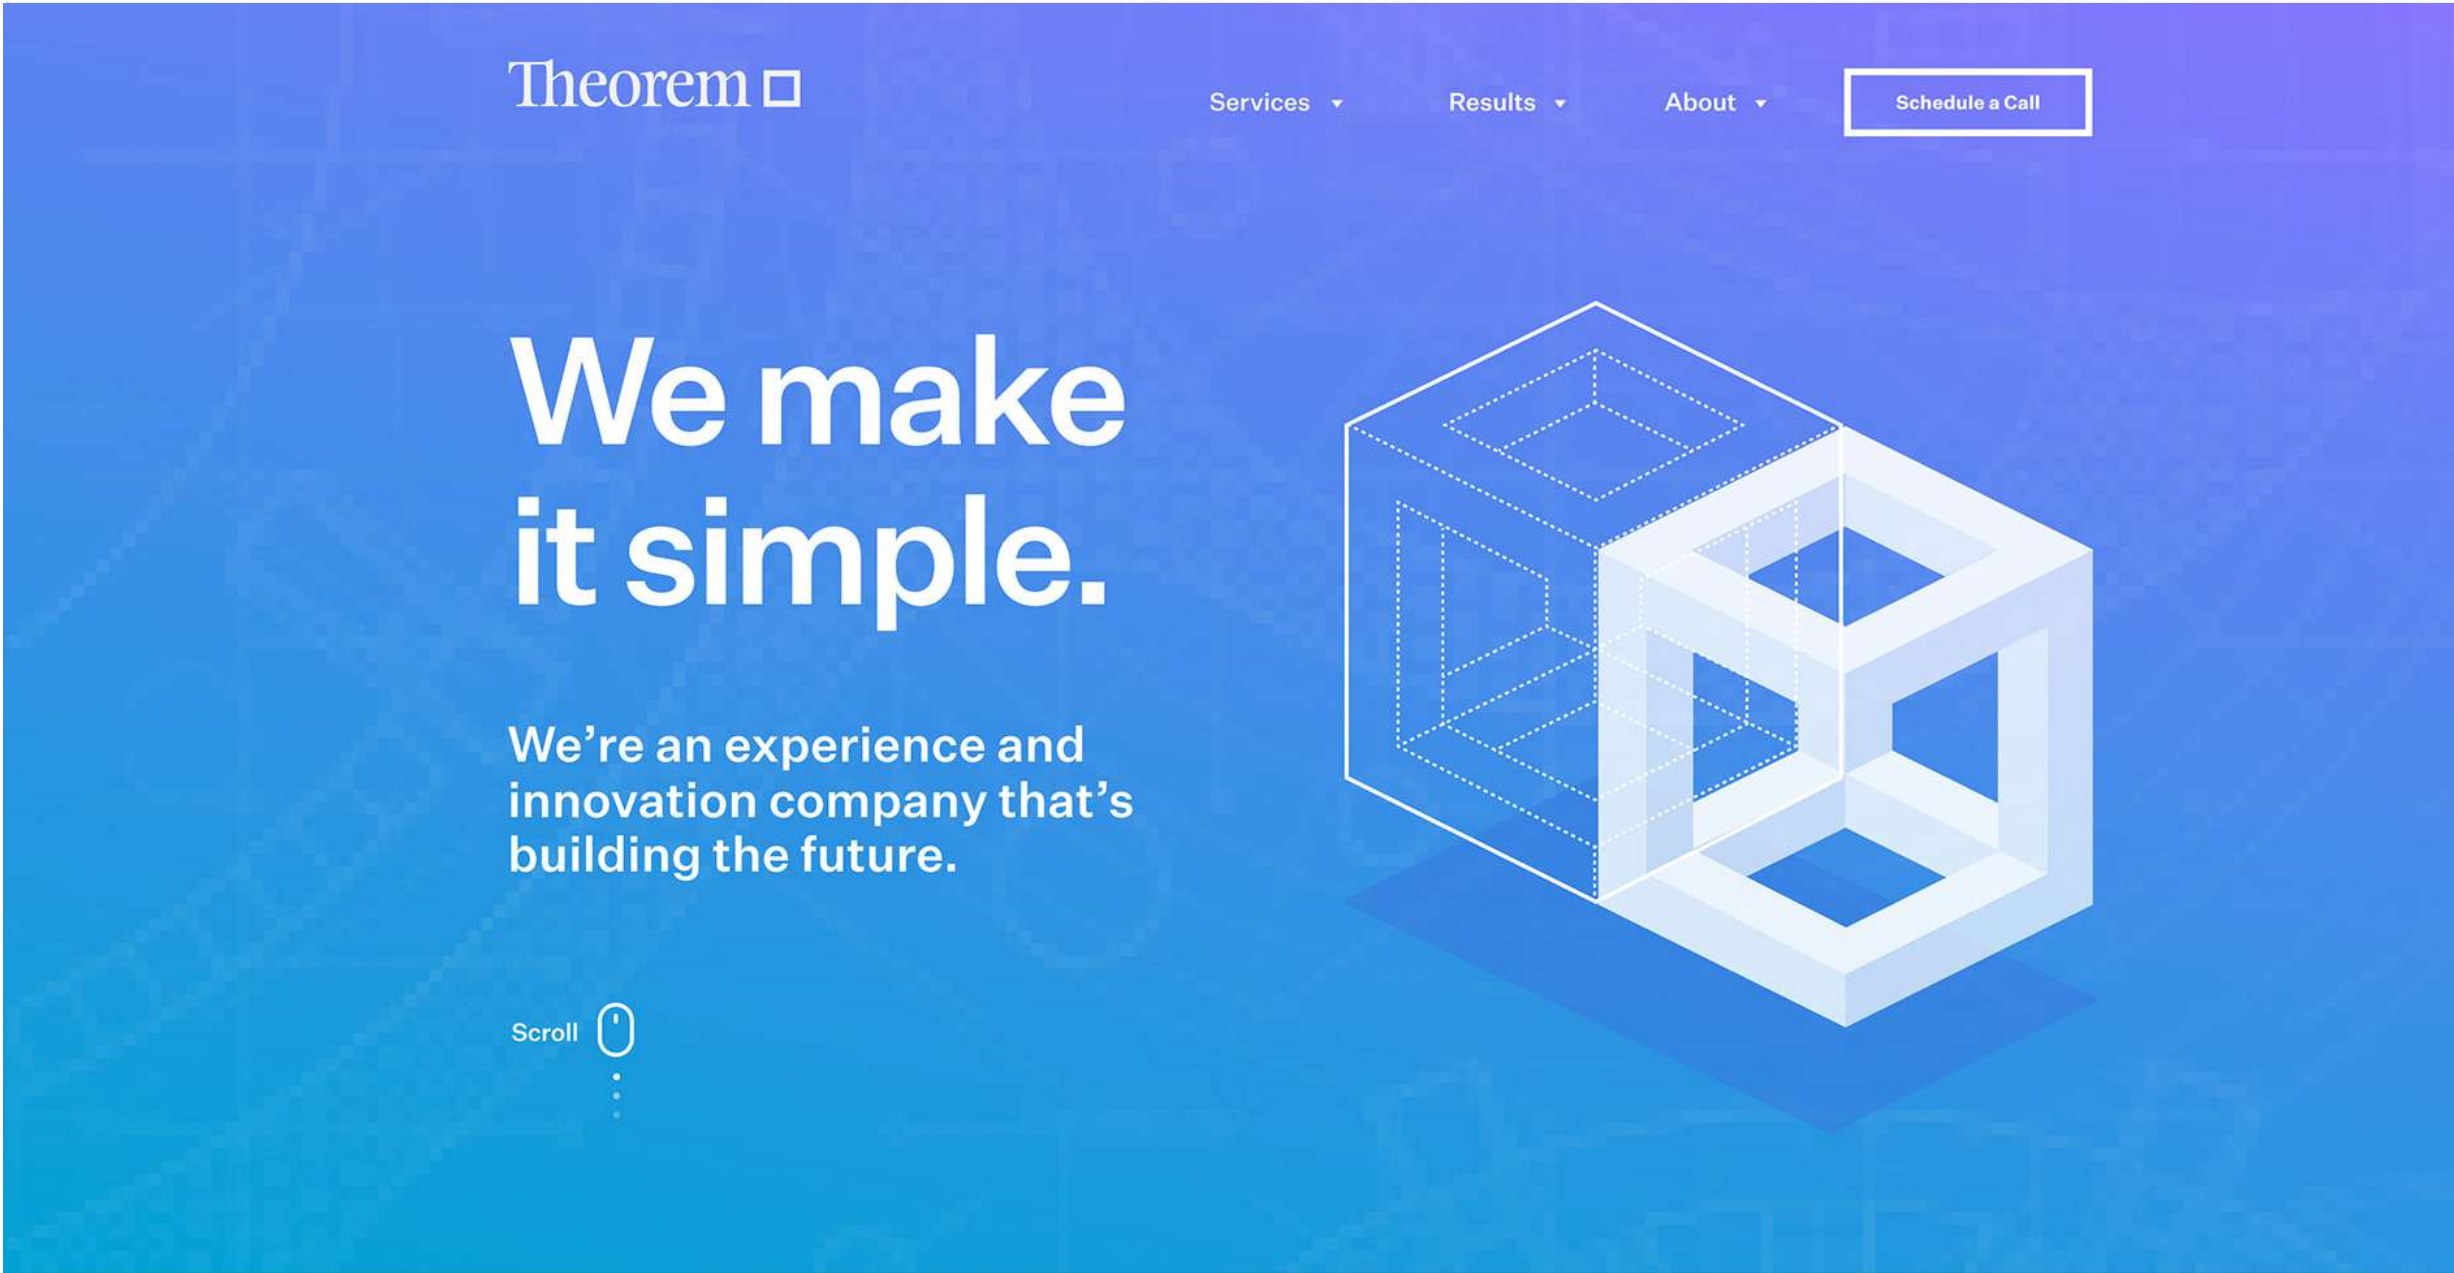 Theorem
Services
Results
About
Schedule a Call
We make
it simple.
We’re an experience and
innovation company that’s
building the future.
Scroll